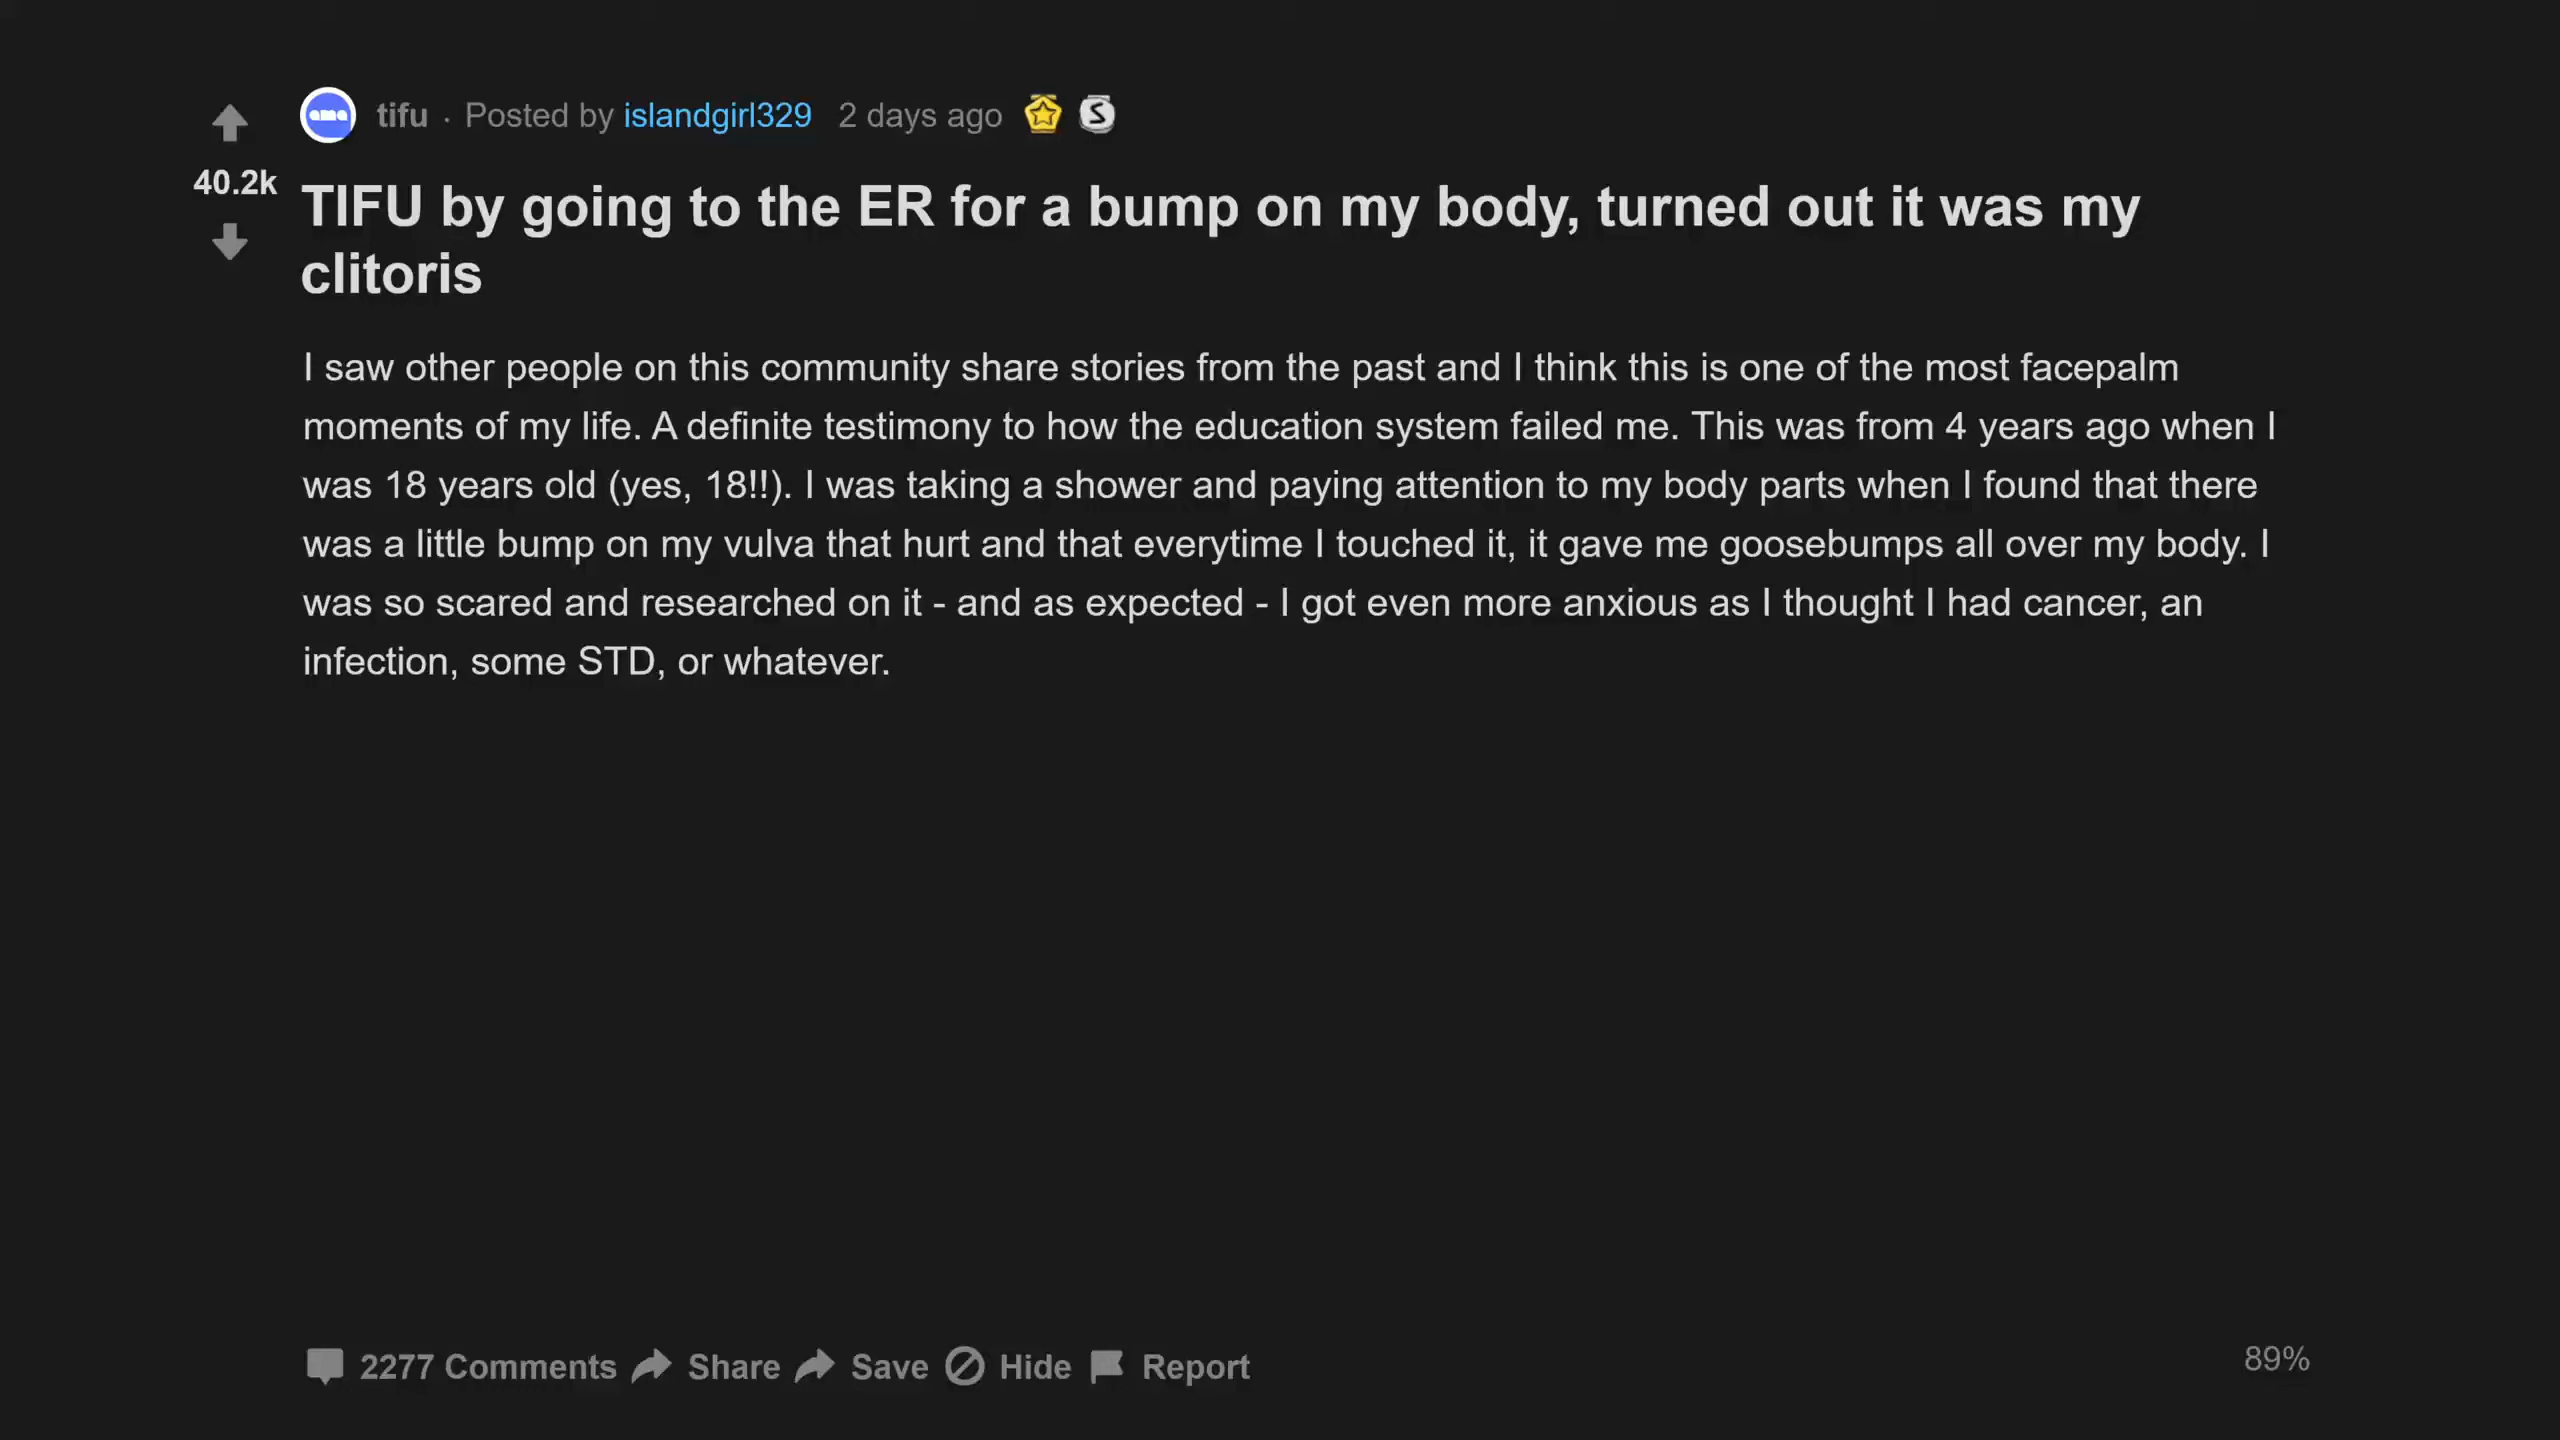 tifu · Posted by islandgirl329 2 days ago
40.2k
TIFU by going to the ER for a bump on my body, turned out it was my
clitoris
I saw other people on this community share stories from the past and I think this is one of the most facepalm
moments of my life. A definite testimony to how the education system failed me. This was from 4 years ago when I
was 18 years old (yes, 18!!). I was taking a shower and paying attention to my body parts when I found that there
was a little bump on my vulva that hurt and that everytime I touched it, it gave me goosebumps all over my body. I
was so scared and researched on it - and as expected - I got even more anxious as I thought I had cancer, an
infection, some STD, or whatever.
2277 Comments Share Save Hide Report
89%